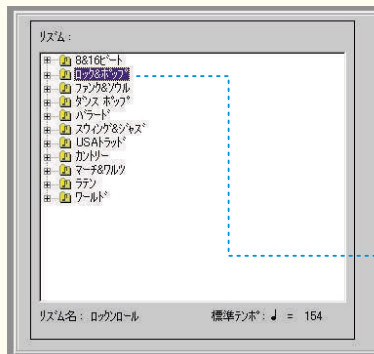 ﾘｽﾞﾑ :
8&16ﾋﾞｰﾄ
ﾛｯｸ&ﾎﾟｯﾌﾟ
ﾌｧﾝｸ&ｿｳﾙ
ﾀﾞﾝｽ ﾎﾟｯﾌﾟ
ﾊﾞﾗｰﾄﾞ
ｽｳｨﾝｸﾞ&ｼﾞｬｽﾞ
USAﾄﾗｯﾄﾞ
ｶﾝﾄﾘｰ
ﾏｰﾁ&ﾜﾙﾂ
ﾗﾃﾝ
ﾜｰﾙﾄﾞ
ﾘｽﾞﾑ名 : ﾛｯｸﾝﾛｰﾙ 標準ﾃﾝﾎﾟ : ♩ = 154